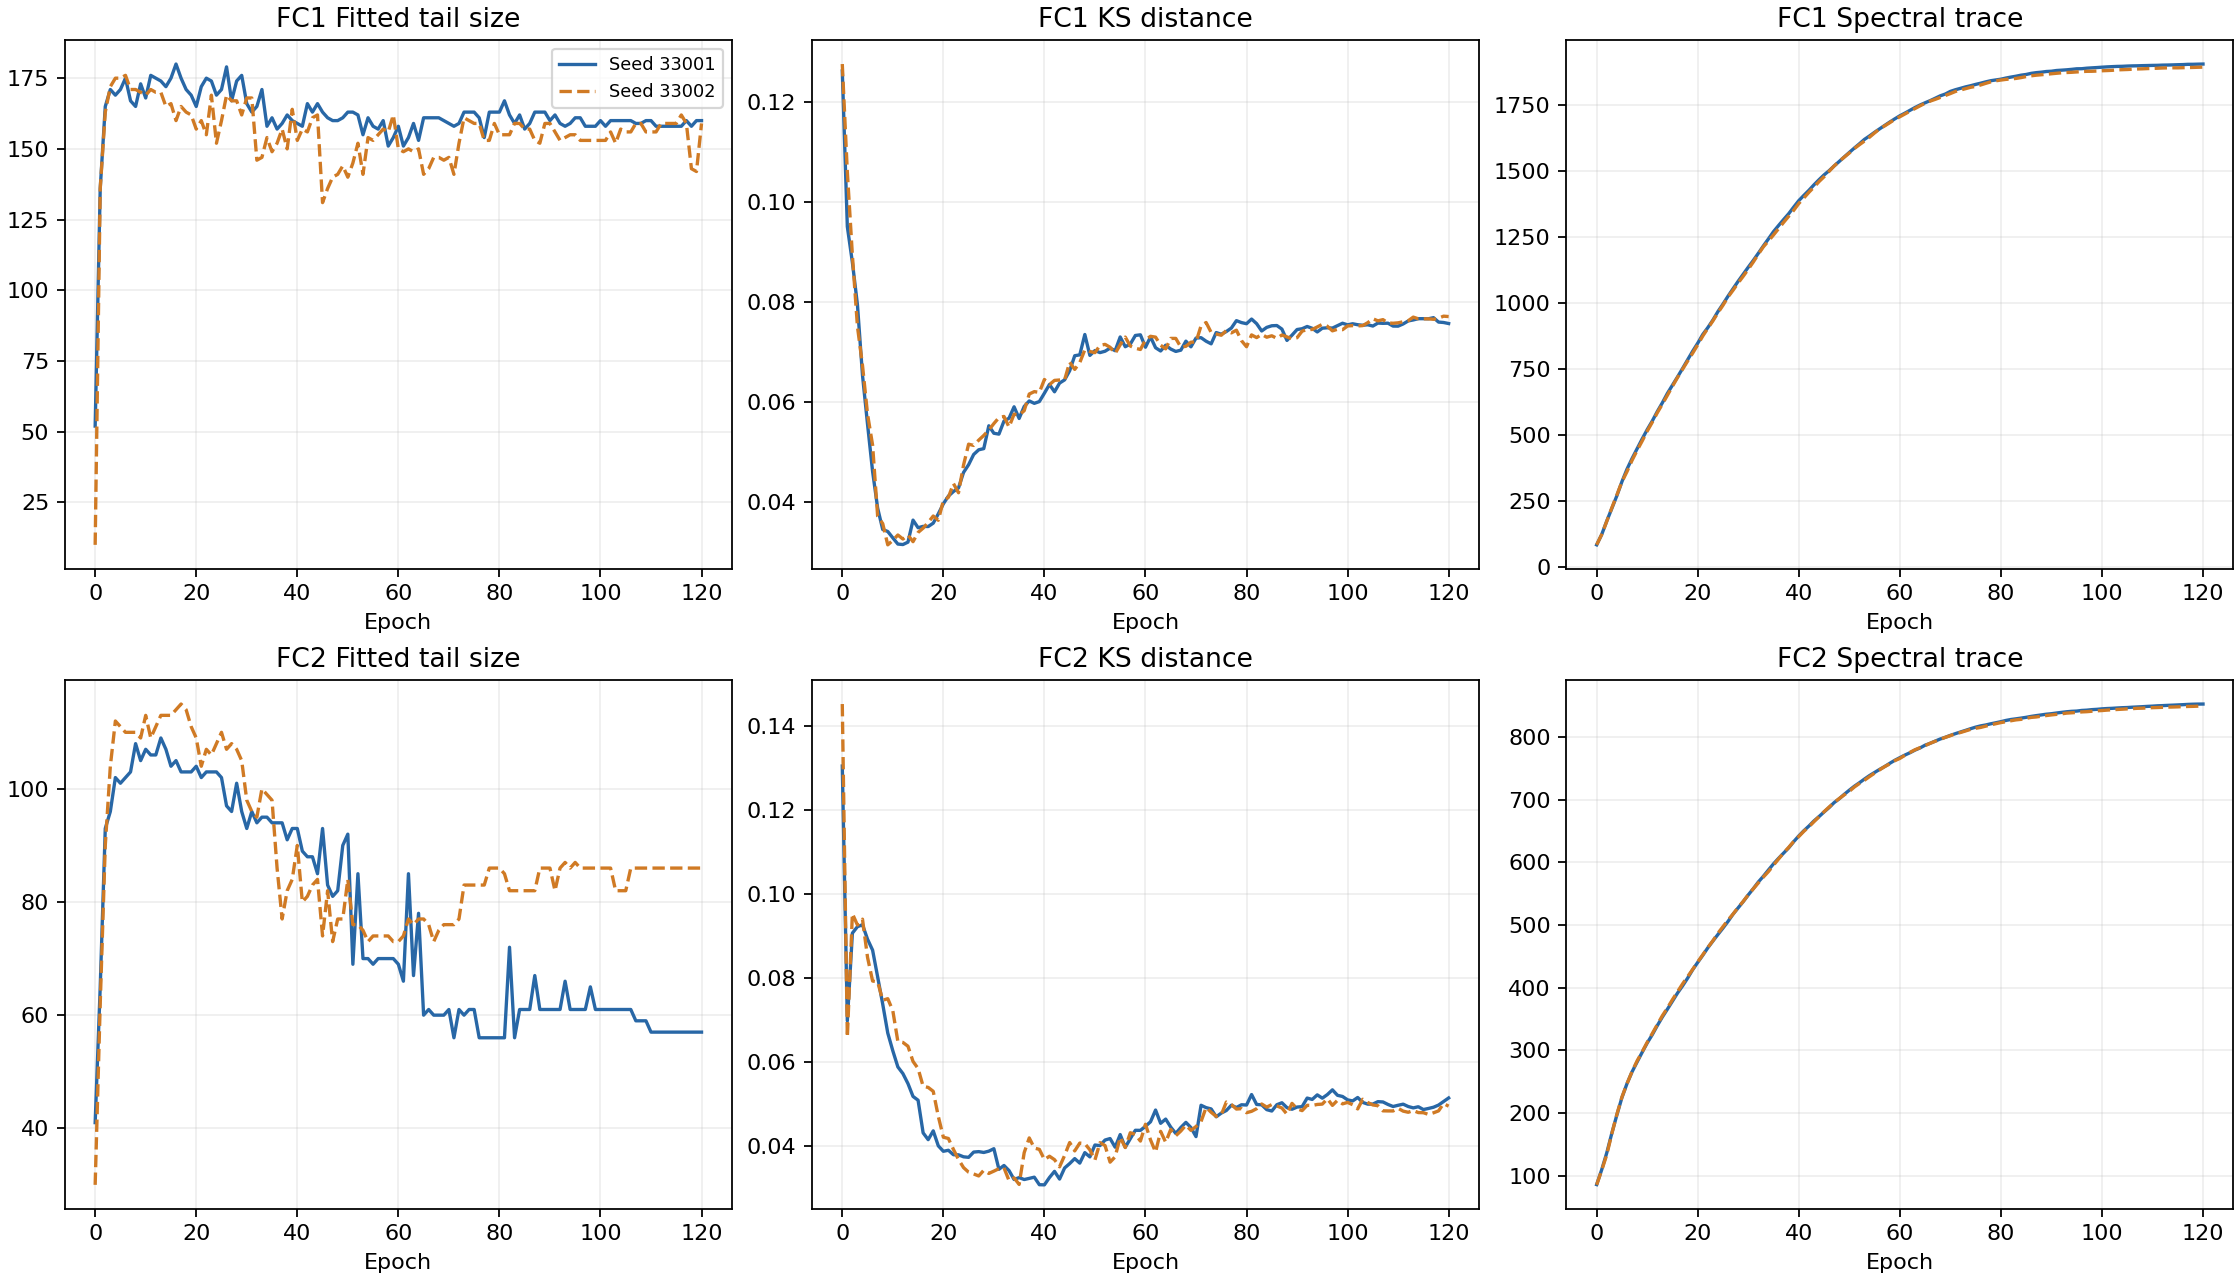 FC1 Fitted tail size
175
150
125
100
75
50
25
0 20 40 60 80 100 120
Epoch
Seed 33001
Seed 33002
FC1 KS distance
0.12
0.10
0.08
0.06
0.04
0 20 40 60 80 100 120
Epoch
FC1 Spectral trace
1750
1500
1250
1000
750
500
250
0
0 20 40 60 80 100 120
Epoch
FC2 Fitted tail size
100
80
60
40
0 20 40 60 80 100 120
Epoch
FC2 KS distance
0.14
0.12
0.10
0.08
0.06
0.04
0 20 40 60 80 100 120
Epoch
FC2 Spectral trace
800
700
600
500
400
300
200
100
0 20 40 60 80 100 120
Epoch